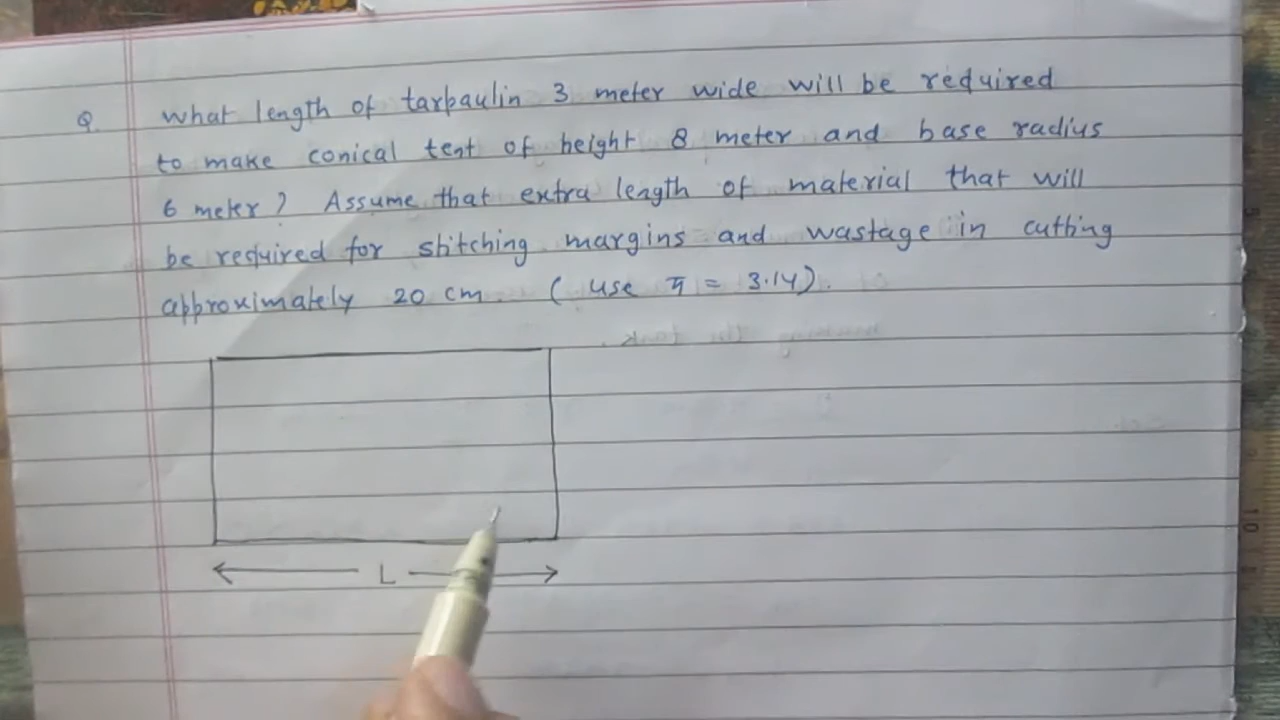 Q. What length of tarpaulin 3 meter wide will be required
to make conical tent of height 8 meter and base radius
6 meter? Assume that extra length of material that will
be required for stitching margins and wastage in cutting
approximately 20 cm. (use π = 3.14).
L